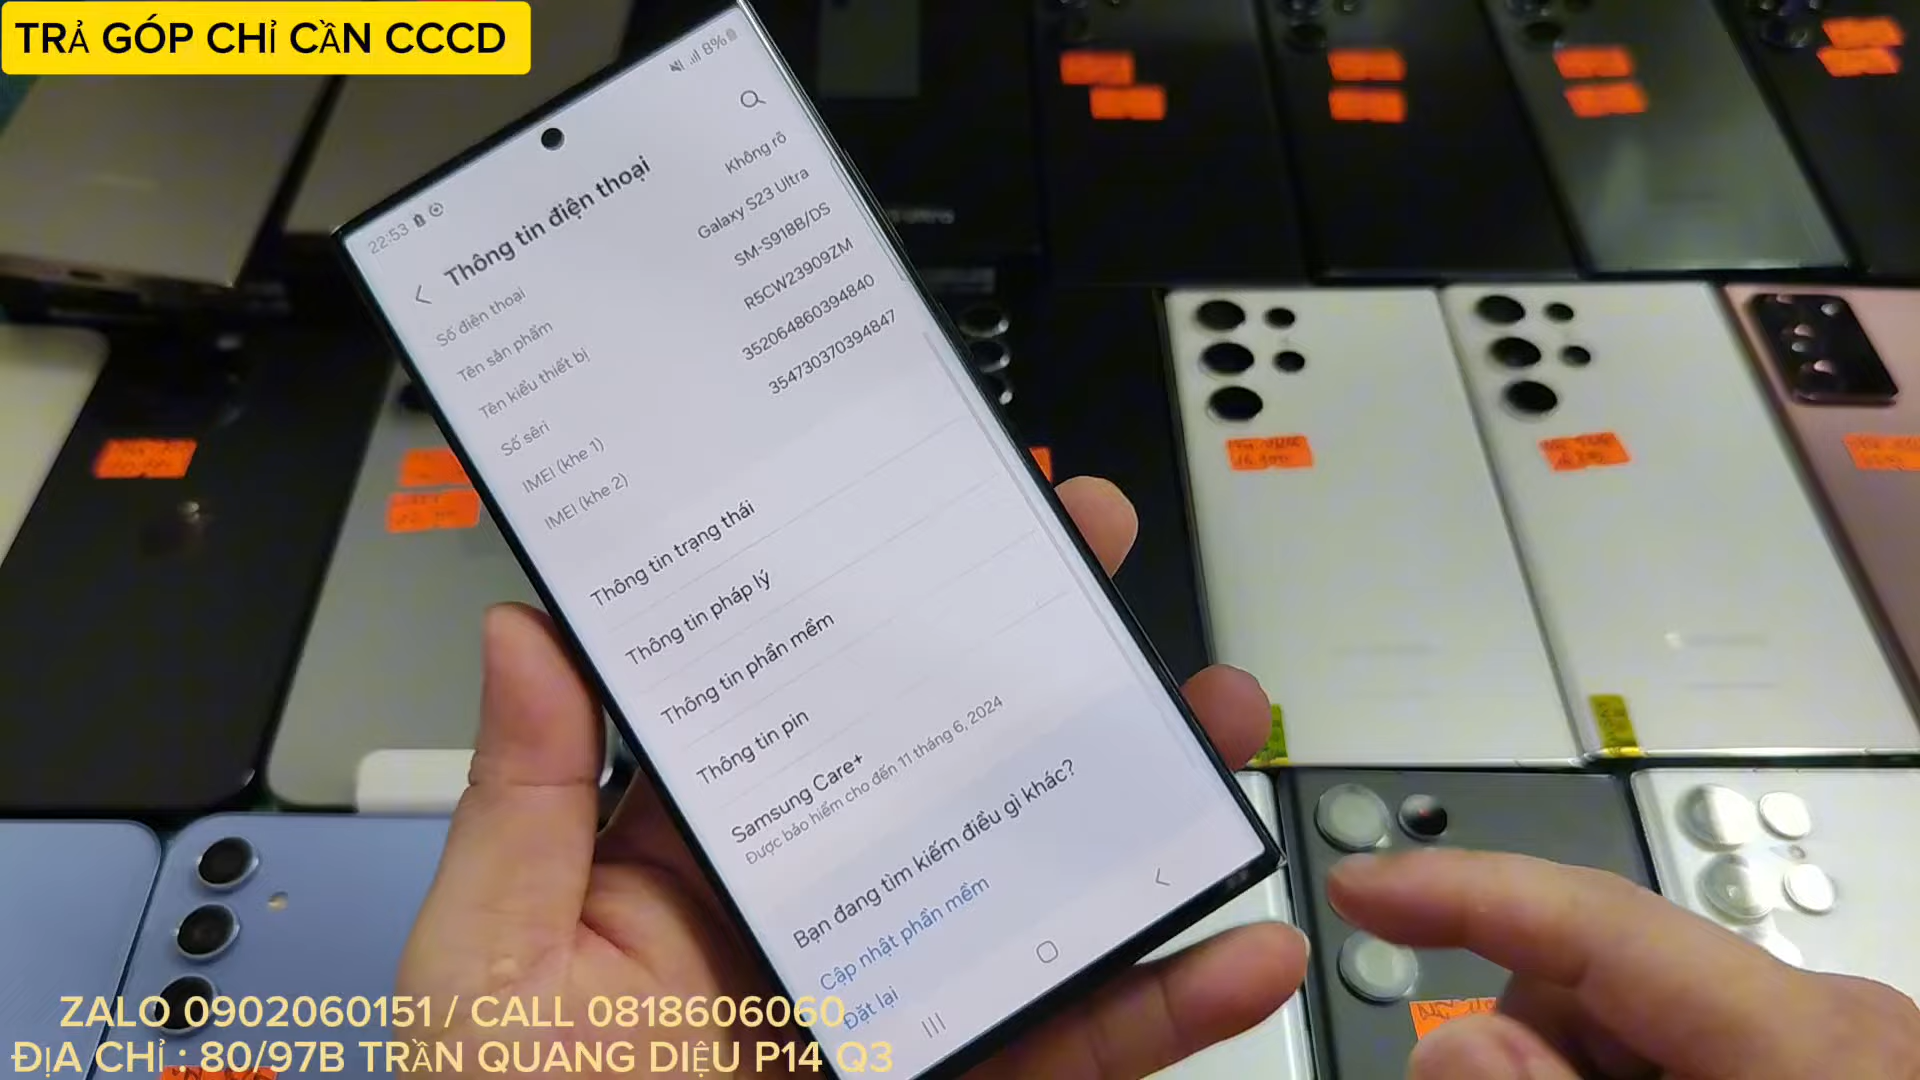 TRẢ GÓP CHỈ CẦN CCCD
22:53
8%
Thông tin điện thoại
Số điện thoại Không rõ
Tên sản phẩm Galaxy S23 Ultra
Tên kiểu thiết bị SM-S918B/DS
Số sêri R5CW23909ZM
IMEI (khe 1) 352064860394840
IMEI (khe 2) 354730370394847
Thông tin trạng thái
Thông tin pháp lý
Thông tin phần mềm
Thông tin pin
Samsung Care+
Được bảo hiểm cho đến 11 tháng 6, 2024
Bạn đang tìm kiếm điều gì khác?
Cập nhật phần mềm
Đặt lại
ZALO 0902060151 / CALL 0818606060
ĐỊA CHỈ : 80/97B TRẦN QUANG DIỆU P14 Q3